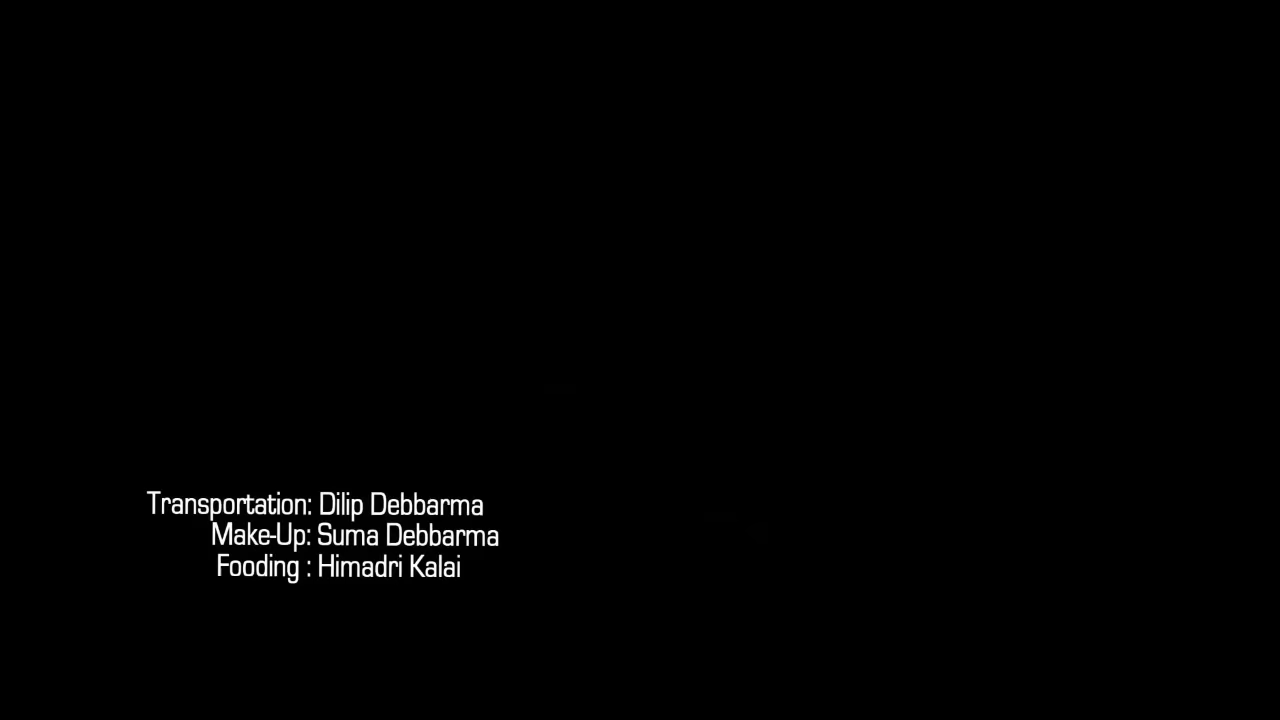 Transportation: Dilip Debbarma
Make-Up: Suma Debbarma
Fooding : Himadri Kalai